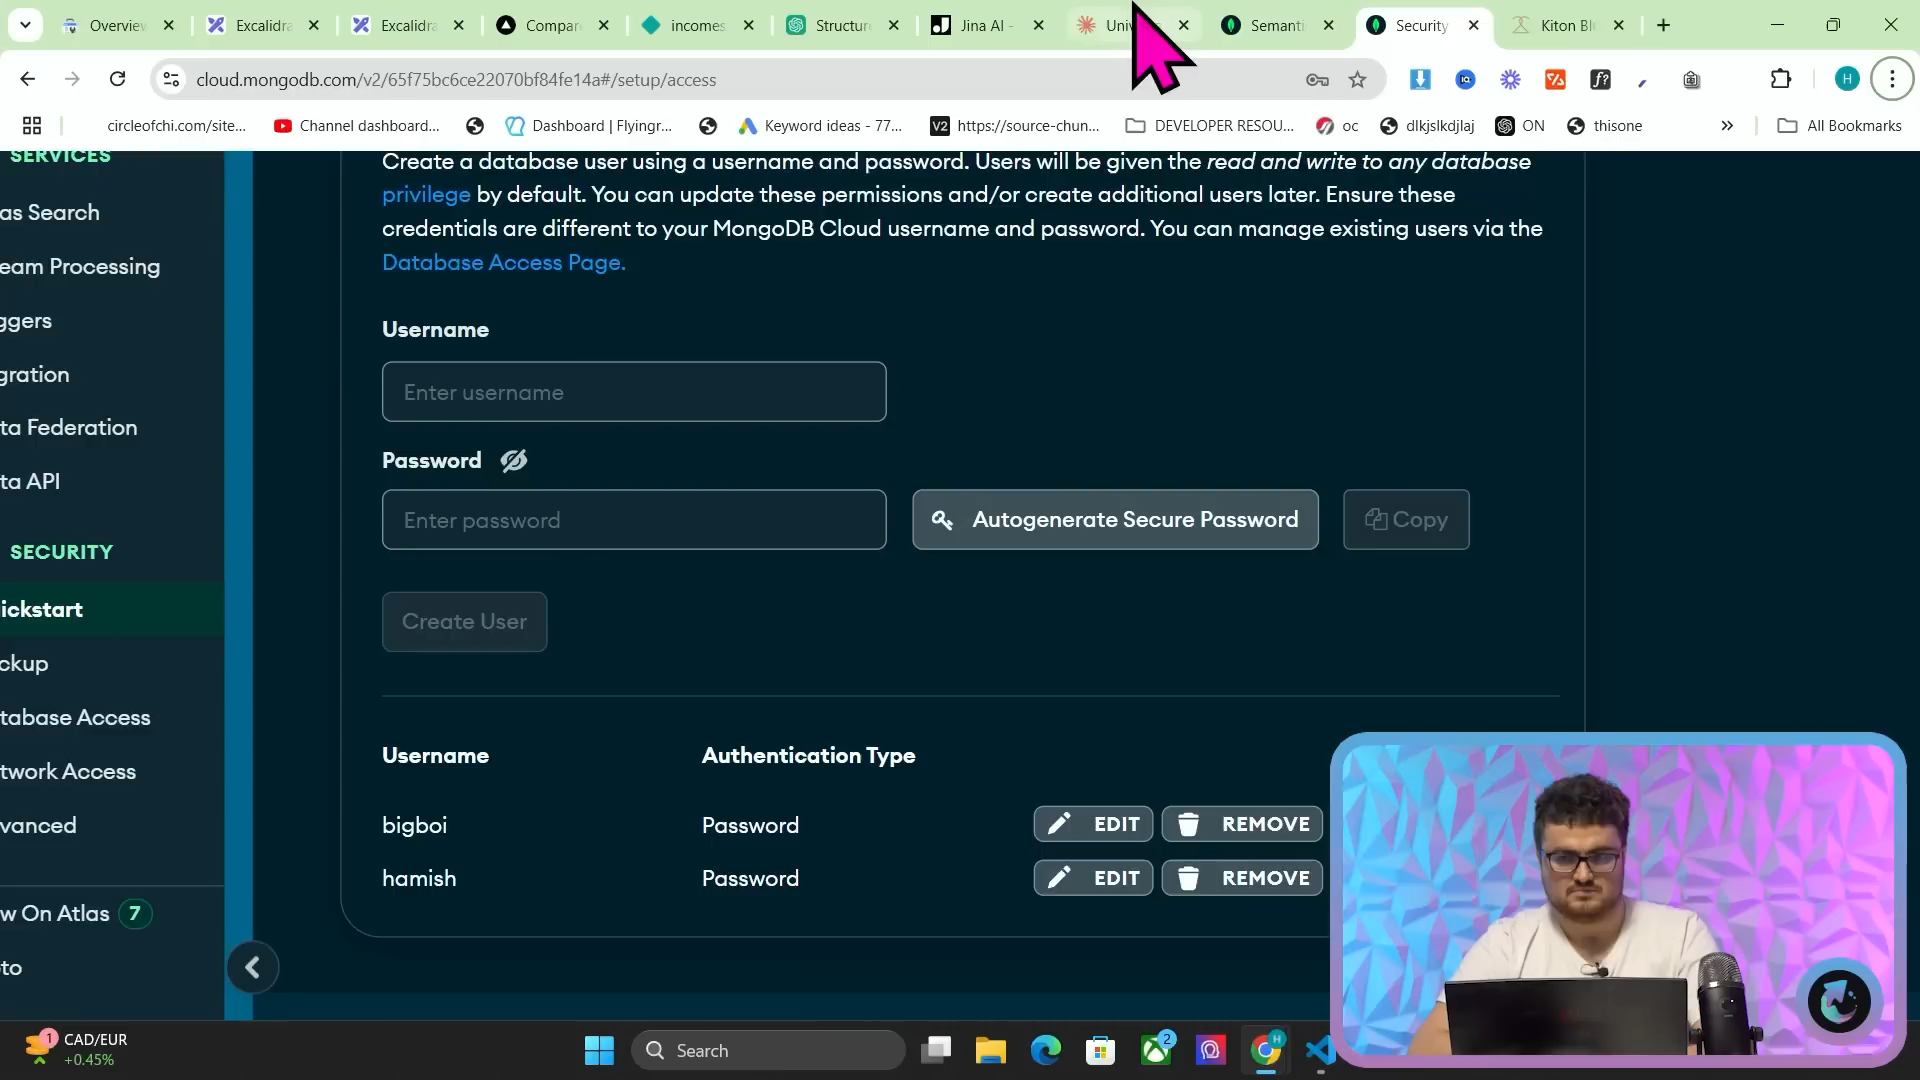 Overview
Excalidra
Excalidra
Compare
incomes
Structure
Jina AI -
Univ
Semanti
Security
Kiton Bl
cloud.mongodb.com/v2/65f75bc6ce22070bf84fe14a#/setup/access
H
circleofchi.com/site...
Channel dashboard...
Dashboard | Flyingr...
Keyword ideas - 77...
V2 https://source-chun...
DEVELOPER RESOU...
oc
dlkjslkdjlaj
ON
thisone
All Bookmarks
SERVICES
as Search
eam Processing
ggers
gration
ta Federation
ta API
SECURITY
ickstart
ckup
tabase Access
twork Access
vanced
w On Atlas 7
to
Create a database user using a username and password. Users will be given the read and write to any database
privilege by default. You can update these permissions and/or create additional users later. Ensure these
credentials are different to your MongoDB Cloud username and password. You can manage existing users via the
Database Access Page.
Username
Enter username
Password
Enter password
Autogenerate Secure Password
Copy
Create User
Username Authentication Type
bigboi Password EDIT REMOVE
hamish Password EDIT REMOVE
1 CAD/EUR
+0.45%
Search
2
H